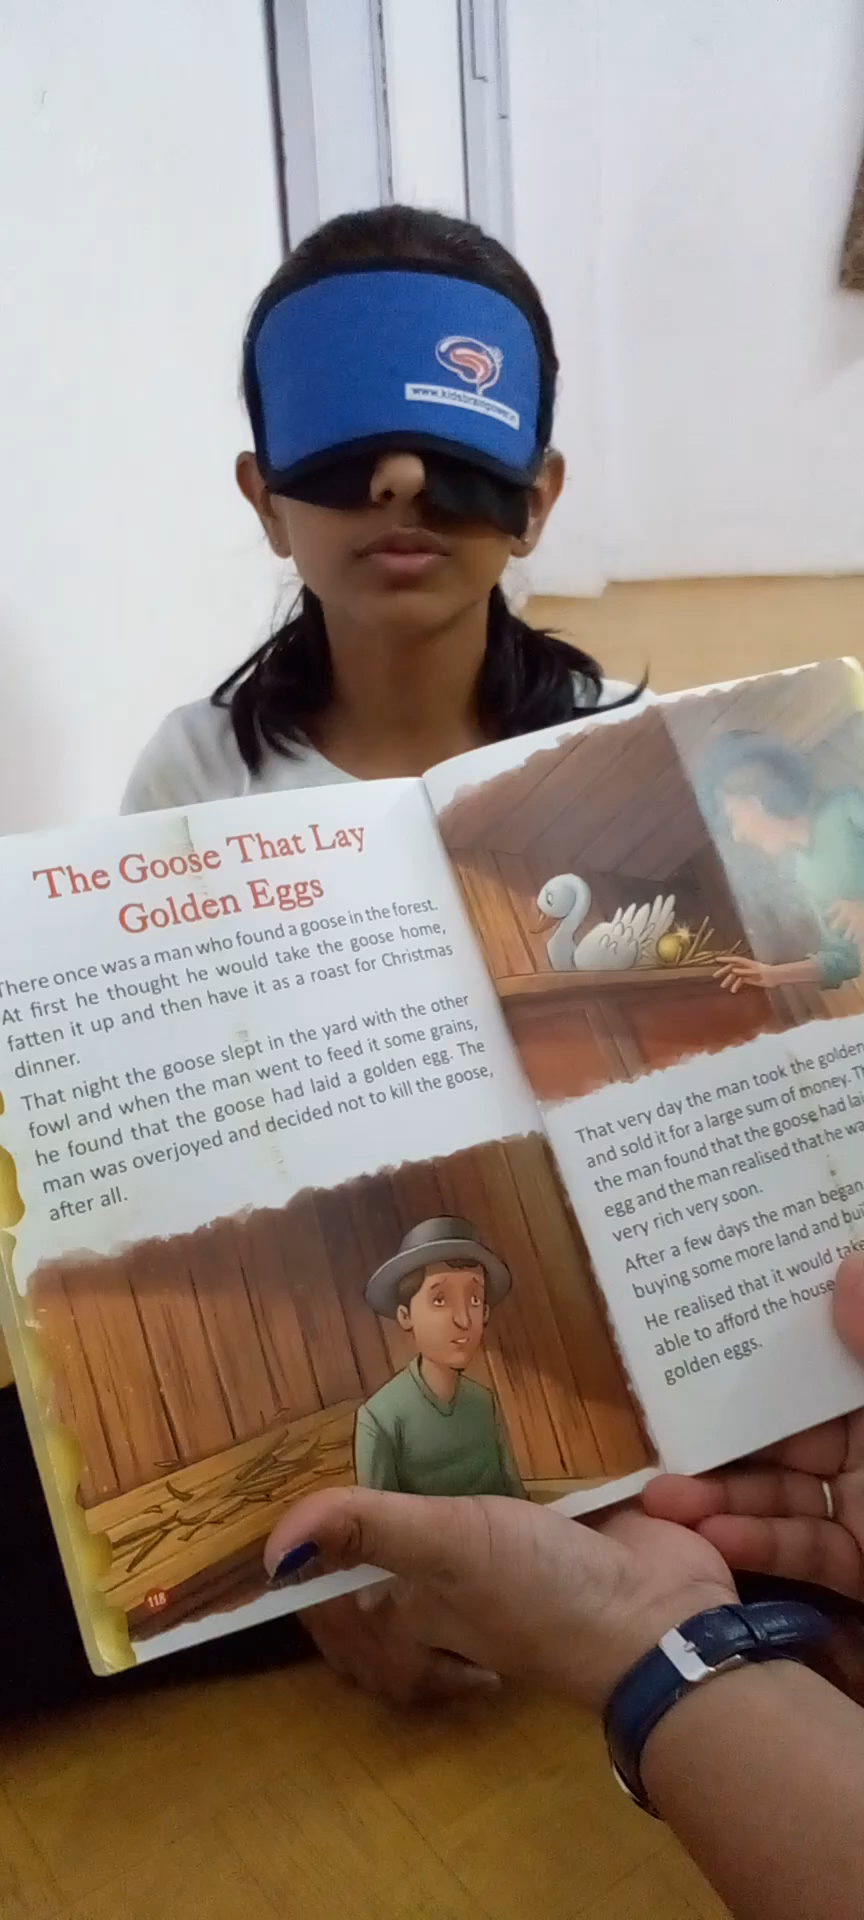 www.kidsbrainpower.in
The Goose That Lay
Golden Eggs
There once was a man who found a goose in the forest.
At first he thought he would take the goose home,
fatten it up and then have it as a roast for Christmas
dinner.
That night the goose slept in the yard with the other
fowl and when the man went to feed it some grains,
he found that the goose had laid a golden egg. The
man was overjoyed and decided not to kill the goose,
after all.
118
That very day the man took the golden
and sold it for a large sum of money.
the man found that the goose had
egg and the man realised that he
very rich very soon.
After a few days the man began
buying some more land and
He realised that it would take
able to afford the house
golden eggs.